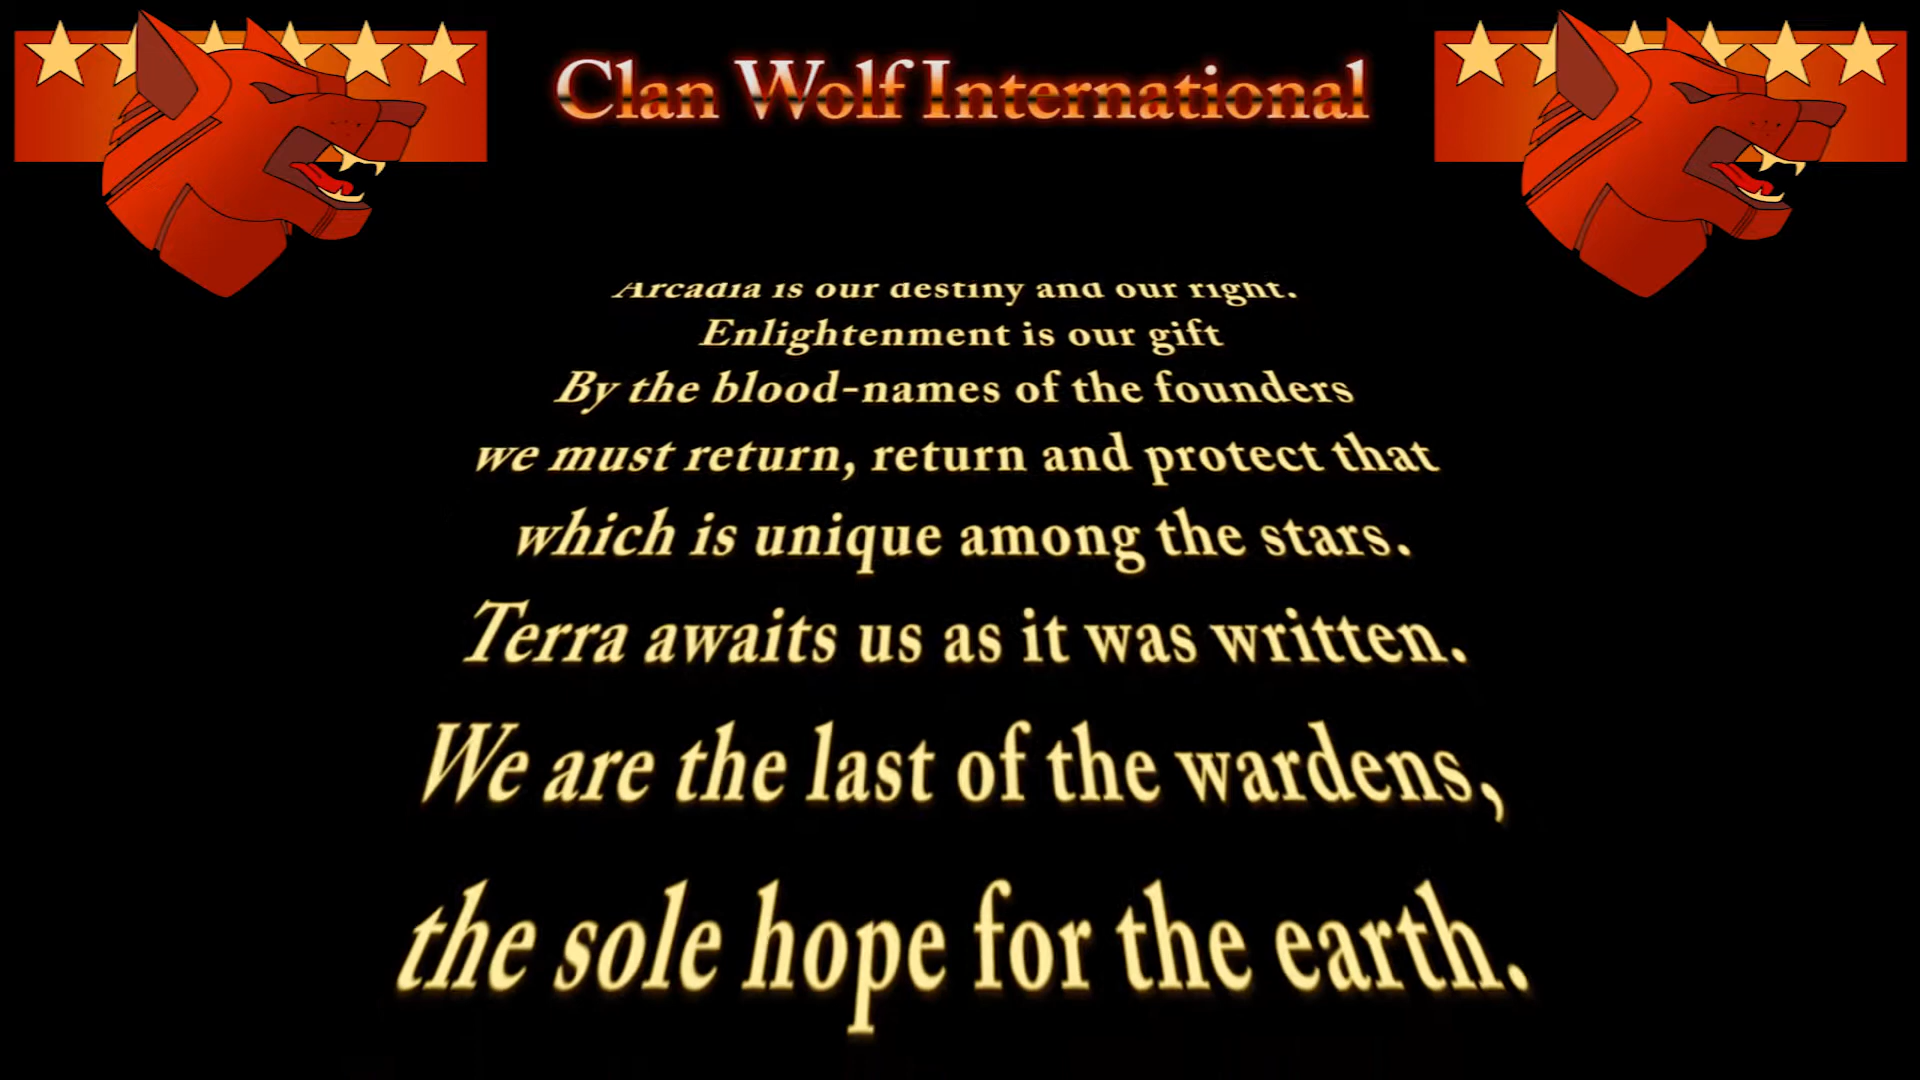 Clan Wolf International
Arcadia is our destiny and our right.
Enlightenment is our gift
By the blood-names of the founders
we must return, return and protect that
which is unique among the stars.
Terra awaits us as it was written.
We are the last of the wardens,
the sole hope for the earth.